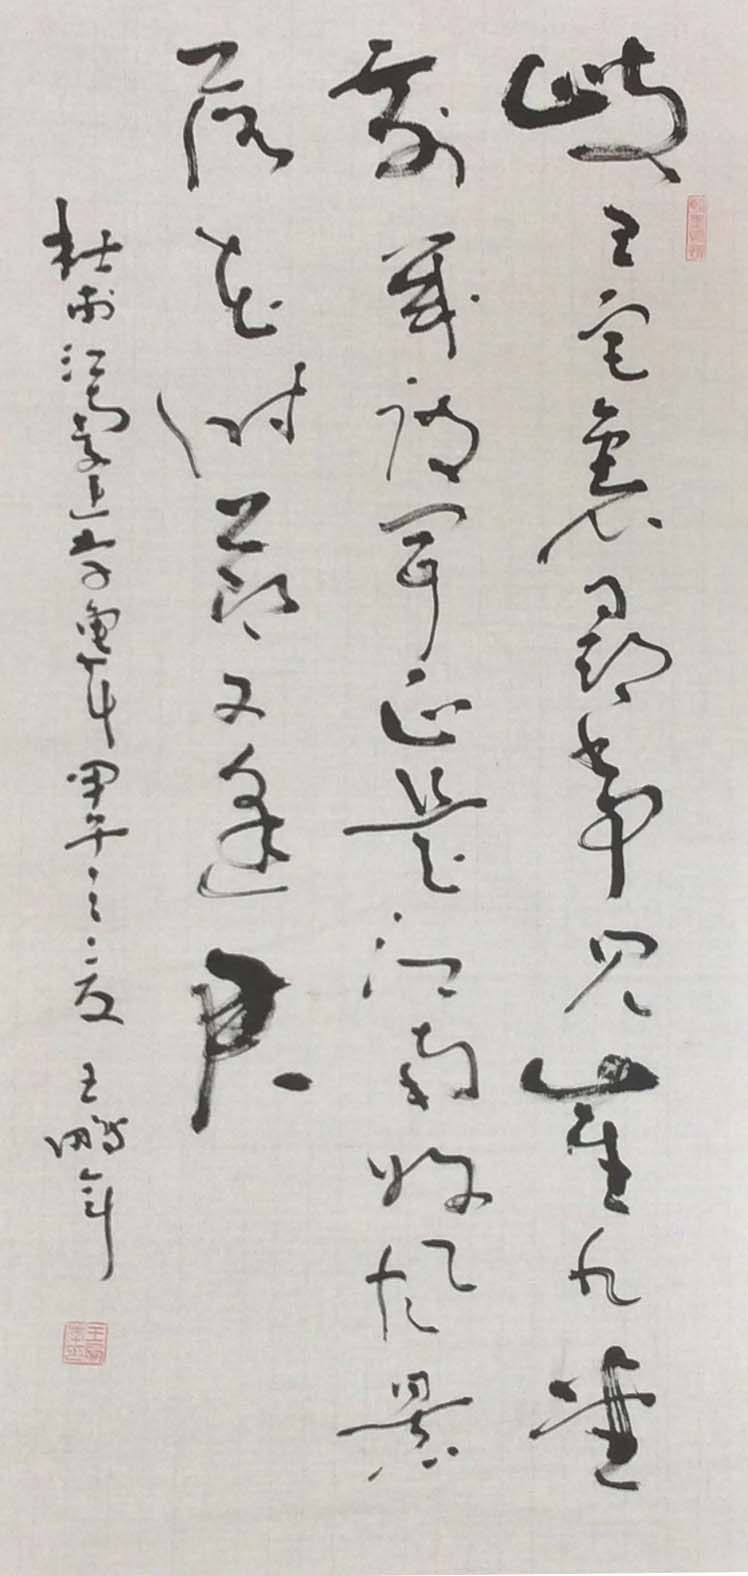 岐王宅裏尋常見崔九堂
前幾度聞正是江南好風景
落花時節又逢君
杜甫江南逢李龜年 甲午之夏 王鵬年